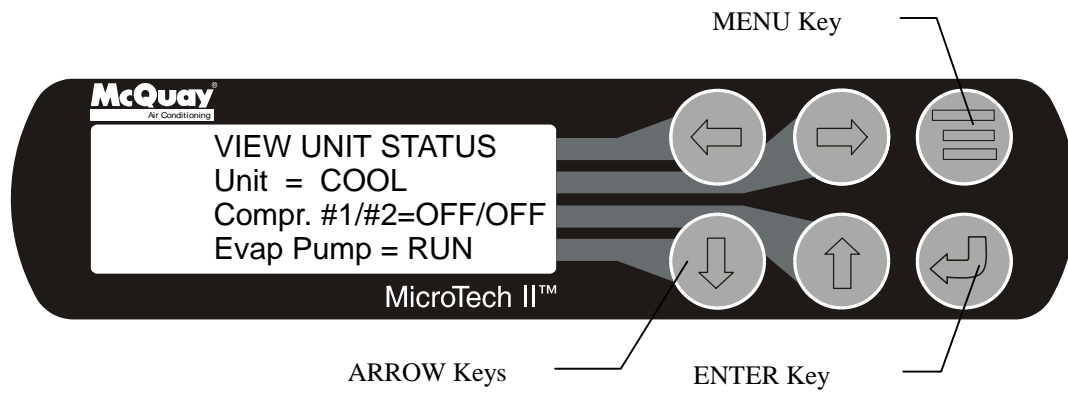 MENU Key
McQuay®
Air Conditioning
VIEW UNIT STATUS
Unit = COOL
Compr. #1/#2=OFF/OFF
Evap Pump = RUN
MicroTech II™
ARROW Keys
ENTER Key